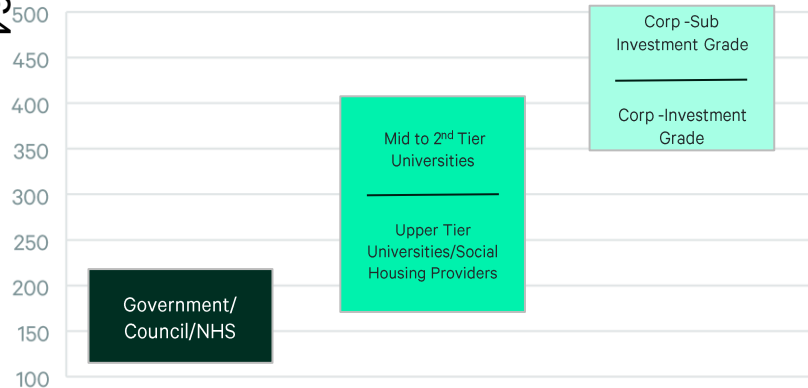 500
450
400
350
300
250
200
150
100
Government/
Council/NHS
Mid to 2nd Tier
Universities
Upper Tier
Universities/Social
Housing Providers
Corp -Sub
Investment Grade
Corp -Investment
Grade